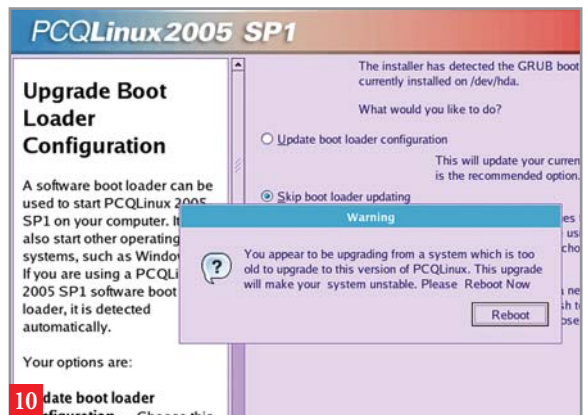 PCQLinux2005 SP1
Upgrade Boot
Loader
Configuration
A software boot loader can be
used to start PCQLinux 2005
SP1 on your computer. It
also start other operating
systems, such as Windo
If you are using a PCQLi
2005 SP1 software boot
loader, it is detected
automatically.
Your options are:
date boot loader
The installer has detected the GRUB boot
currently installed on /dev/hda.
What would you like to do?
Update boot loader configuration
This will update your curren
is the recommended option.
Skip boot loader updating
Warning
You appear to be upgrading from a system which is too
old to upgrade to this version of PCQLinux. This upgrade
will make your system unstable. Please Reboot Now
Reboot
10